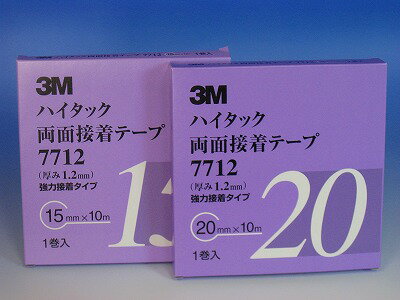 3M
ハイタック
両面接着テープ
7712
(厚み1.2mm)
強力接着タイプ
15mm×10m
1巻入
15
3M
ハイタック
両面接着テープ
7712
(厚み1.2mm)
強力接着タイプ
20mm×10m
1巻入
20